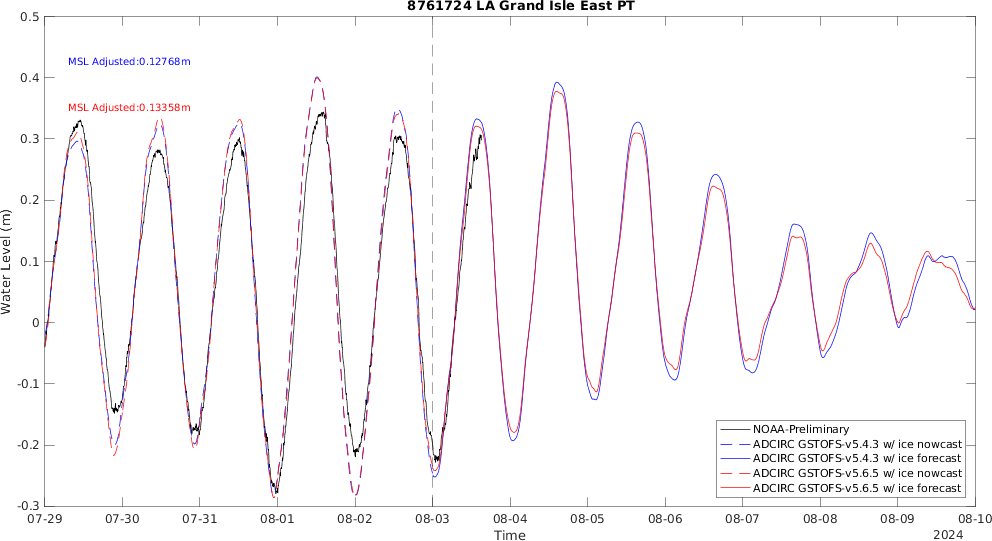 8761724 LA Grand Isle East PT
0.5
0.4
0.3
0.2
0.1
0
-0.1
-0.2
-0.3
Water Level (m)
MSL Adjusted:0.12768m
MSL Adjusted:0.13358m
NOAA-Preliminary
ADCIRC GSTOFS-v5.4.3 w/ ice nowcast
ADCIRC GSTOFS-v5.4.3 w/ ice forecast
ADCIRC GSTOFS-v5.6.5 w/ ice nowcast
ADCIRC GSTOFS-v5.6.5 w/ ice forecast
07-29 07-30 07-31 08-01 08-02 08-03 08-04 08-05 08-06 08-07 08-08 08-09 08-10
Time
2024